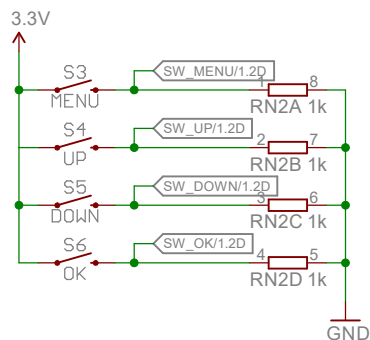 3.3V
S3
MENU
SW_MENU/1.2D
1 8
RN2A 1k
S4
UP
SW_UP/1.2D
2 7
RN2B 1k
S5
DOWN
SW_DOWN/1.2D
3 6
RN2C 1k
S6
OK
SW_OK/1.2D
4 5
RN2D 1k
GND